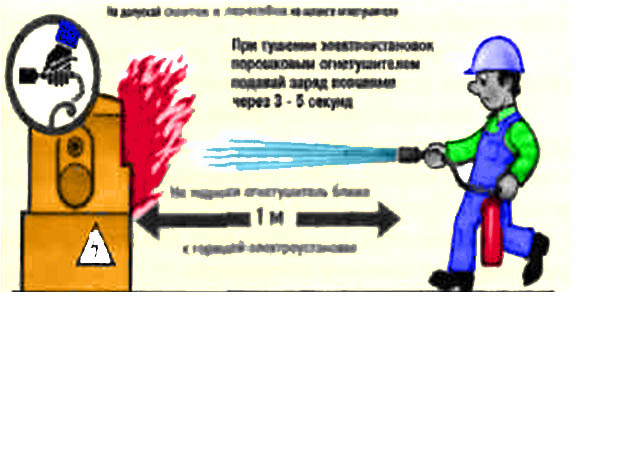 Не допускай скруток и перегибов на шланге огнетушителя
При тушении электроустановок
порошковым огнетушителем
подавай заряд порциями
через 3 - 5 секунд
Не подноси огнетушитель ближе
1 м
к горящей электроустановке